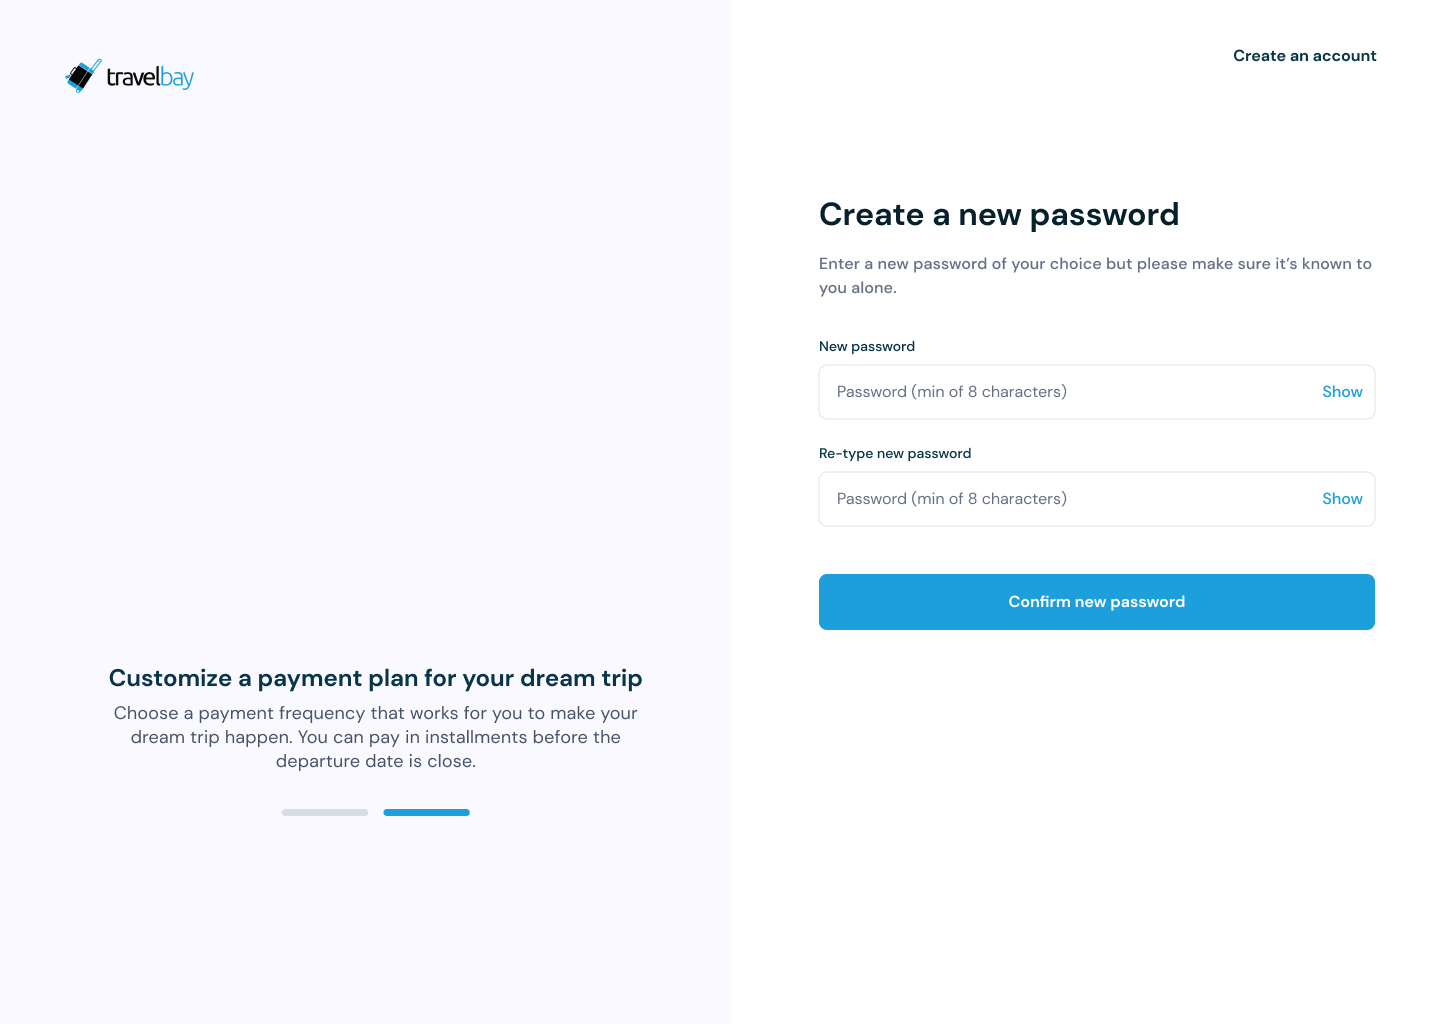 travelbay
Customize a payment plan for your dream trip
Choose a payment frequency that works for you to make your
dream trip happen. You can pay in installments before the
departure date is close.
Create an account
Create a new password
Enter a new password of your choice but please make sure it’s known to
you alone.
New password
Password (min of 8 characters) Show
Re-type new password
Password (min of 8 characters) Show
Confirm new password